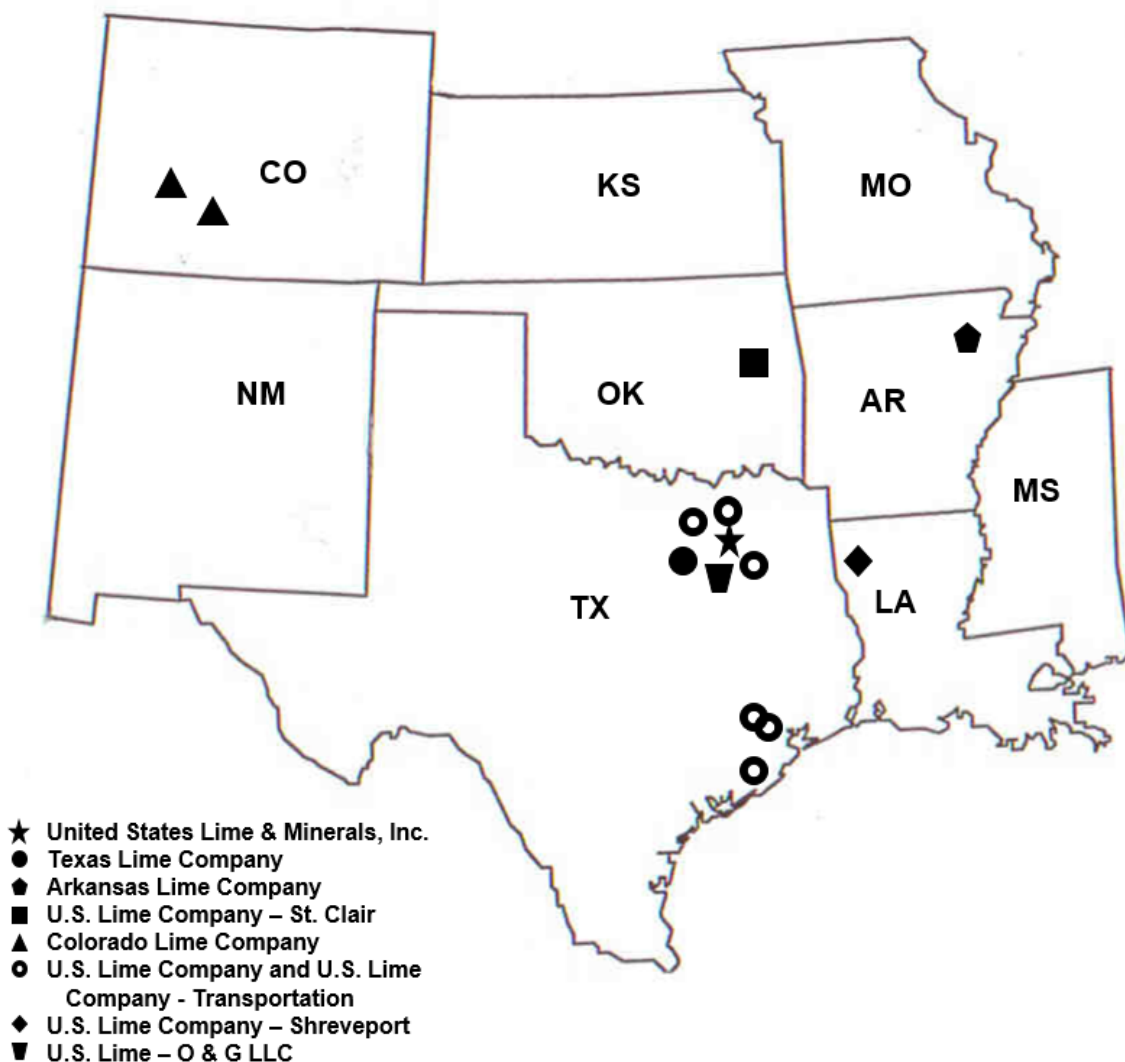 CO
KS
MO
NM
OK
AR
MS
TX
LA
United States Lime & Minerals, Inc.
Texas Lime Company
Arkansas Lime Company
U.S. Lime Company – St. Clair
Colorado Lime Company
U.S. Lime Company and U.S. Lime
Company - Transportation
U.S. Lime Company – Shreveport
U.S. Lime – O & G LLC